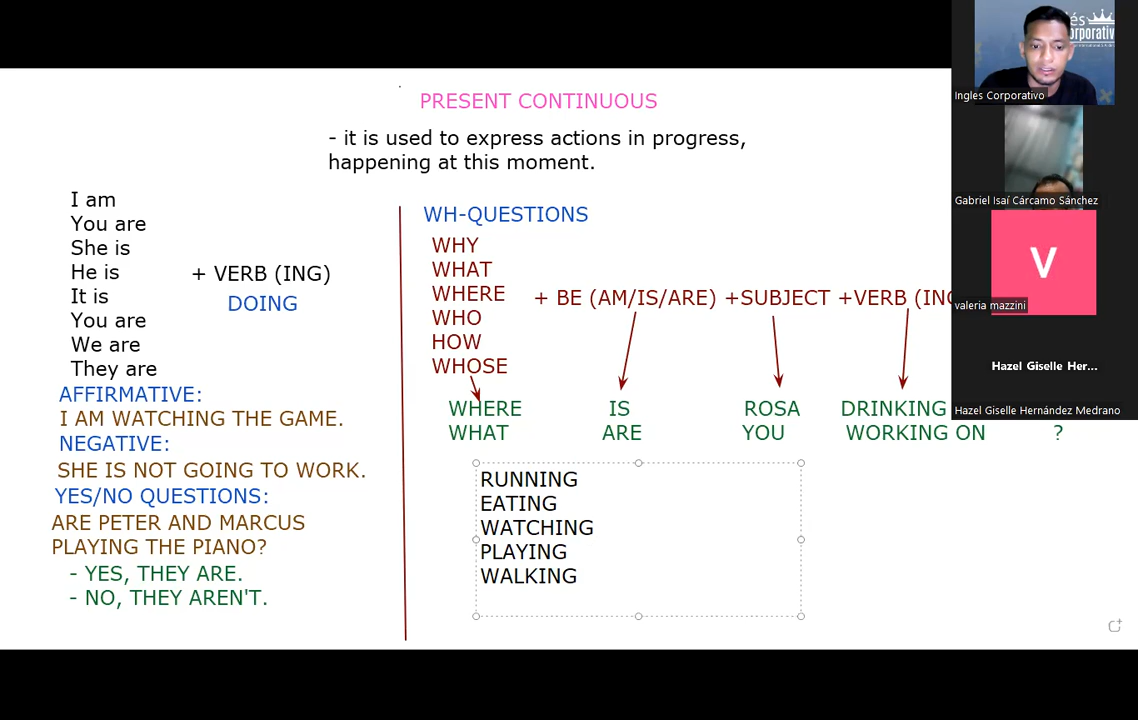 PRESENT CONTINUOUS
- it is used to express actions in progress,
happening at this moment.
I am
You are
She is
He is
It is
You are
We are
They are
+ VERB (ING)
DOING
AFFIRMATIVE:
I AM WATCHING THE GAME.
NEGATIVE:
SHE IS NOT GOING TO WORK.
YES/NO QUESTIONS:
ARE PETER AND MARCUS
PLAYING THE PIANO?
- YES, THEY ARE.
- NO, THEY AREN'T.
WH-QUESTIONS
WHY
WHAT
WHERE
WHO
HOW
WHOSE
+ BE (AM/IS/ARE) +SUBJECT +VERB (ING
WHERE IS ROSA DRINKING
WHAT ARE YOU WORKING ON ?
RUNNING
EATING
WATCHING
PLAYING
WALKING
Ingles Corporativo
Gabriel Isaí Cárcamo Sánchez
V
valeria mazzini
Hazel Giselle Her...
Hazel Giselle Hernández Medrano